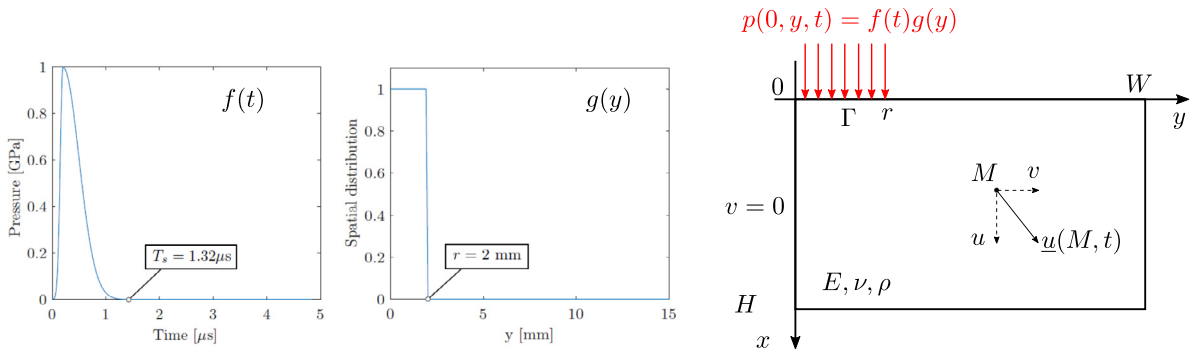 f(t)
Pressure [GPa]
1
0.8
0.6
0.4
0.2
0
T_s = 1.32μs
0 1 2 3 4 5
Time [μs]
g(y)
Spatial distribution
1
0.8
0.6
0.4
0.2
0
r = 2 mm
0 5 10 15
y [mm]
p(0, y, t) = f(t)g(y)
0
W
Γ
r
y
M
v
v = 0
u
u(M, t)
E, ν, ρ
H
x